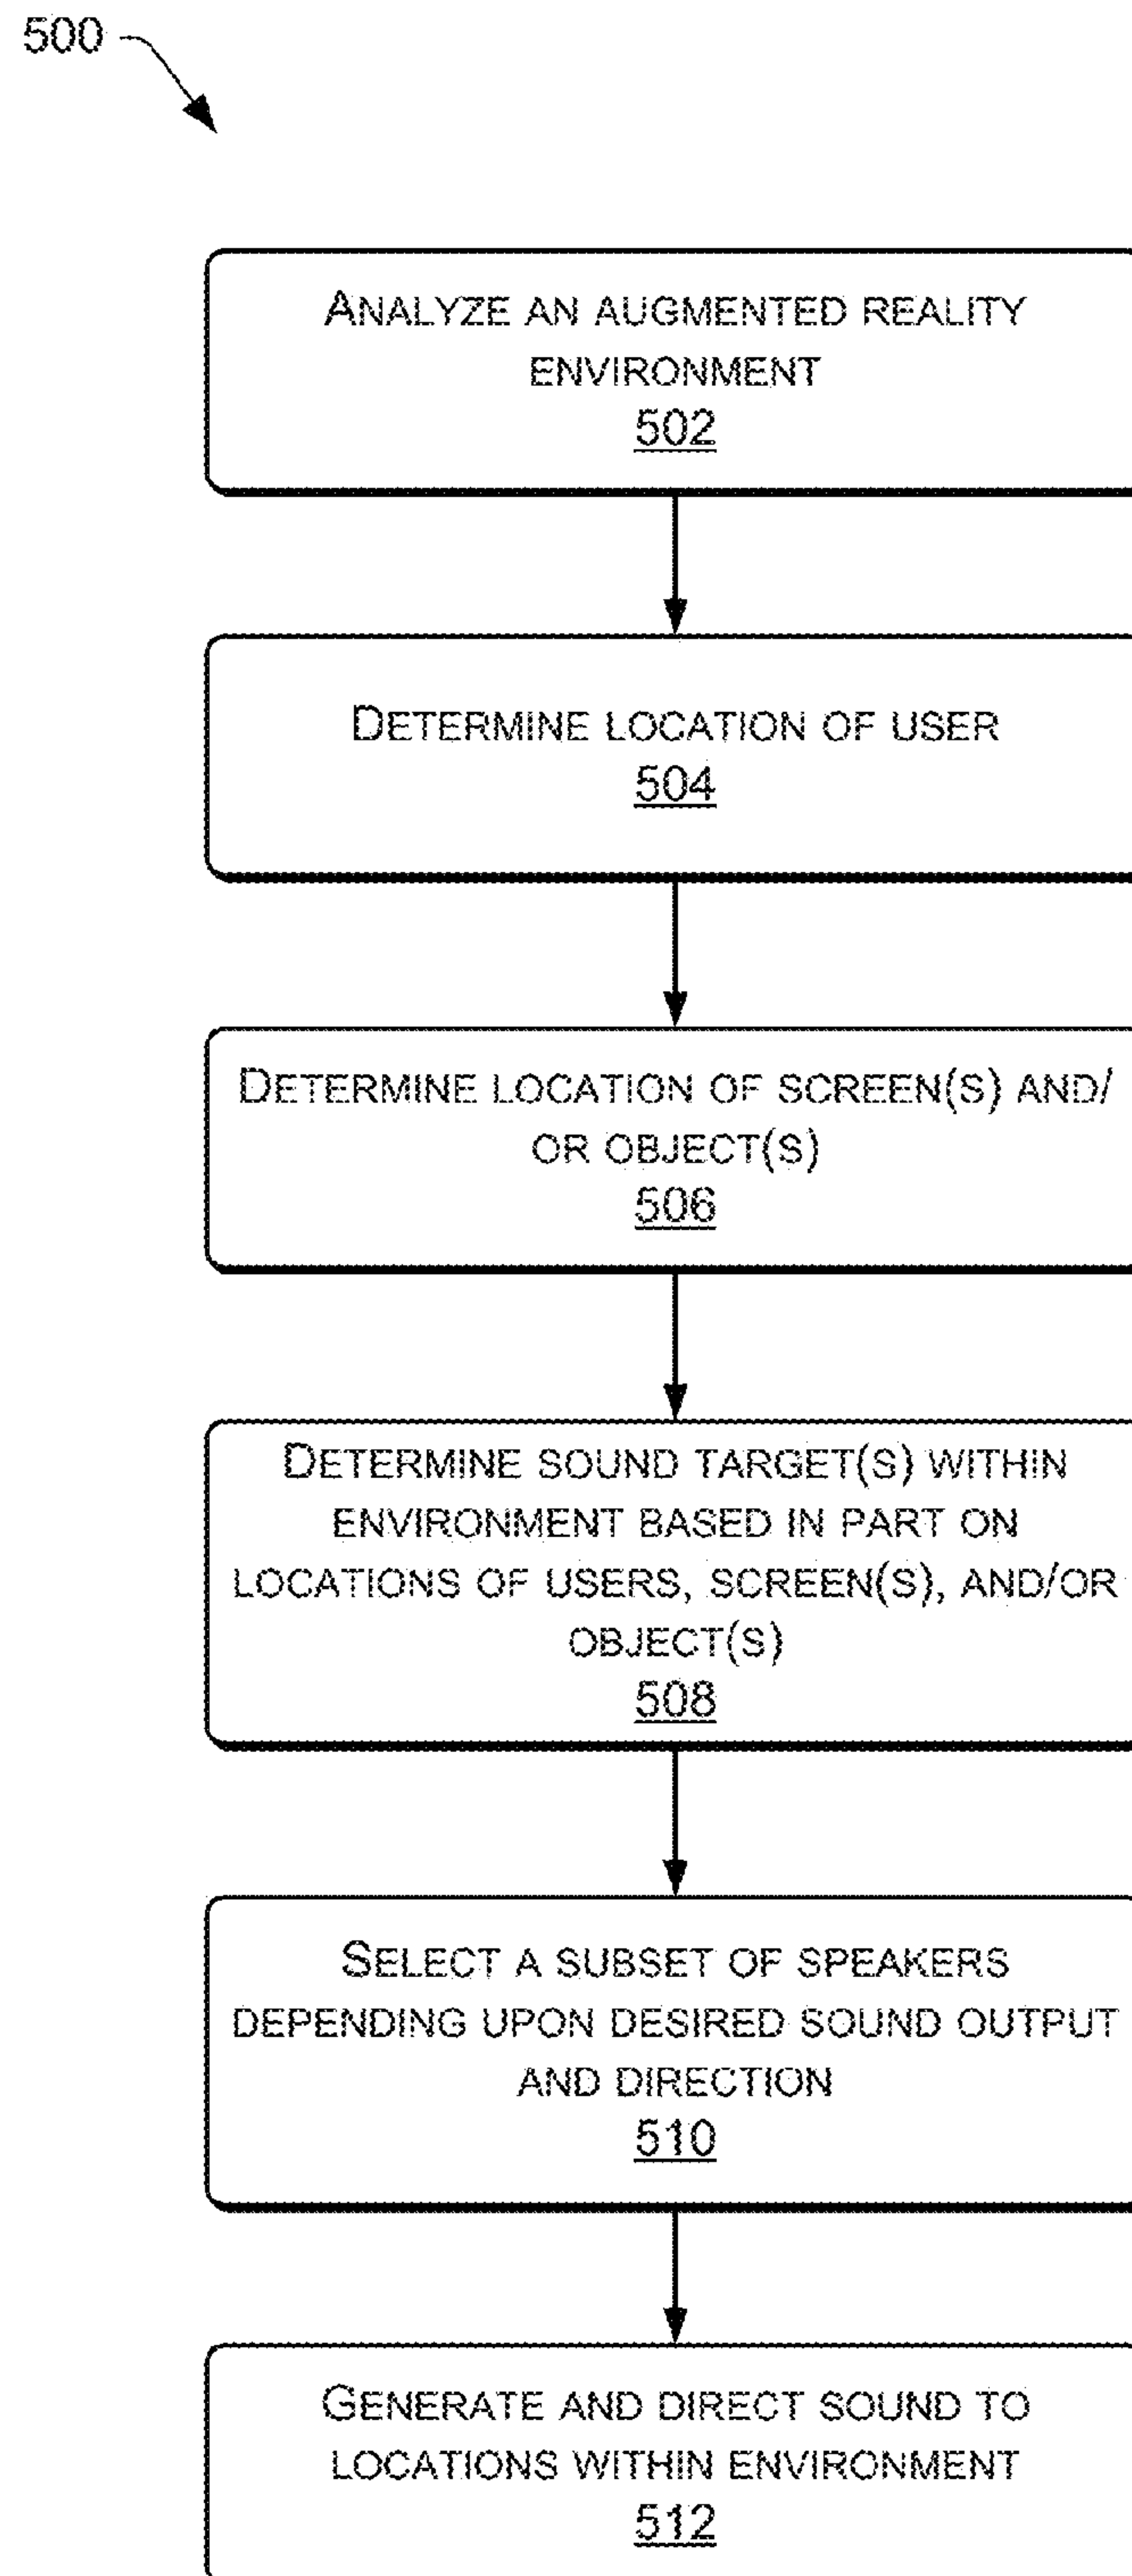 500
ANALYZE AN AUGMENTED REALITY
ENVIRONMENT
502
DETERMINE LOCATION OF USER
504
DETERMINE LOCATION OF SCREEN(S) AND/
OR OBJECT(S)
506
DETERMINE SOUND TARGET(S) WITHIN
ENVIRONMENT BASED IN PART ON
LOCATIONS OF USERS, SCREEN(S), AND/OR
OBJECT(S)
508
SELECT A SUBSET OF SPEAKERS
DEPENDING UPON DESIRED SOUND OUTPUT
AND DIRECTION
510
GENERATE AND DIRECT SOUND TO
LOCATIONS WITHIN ENVIRONMENT
512